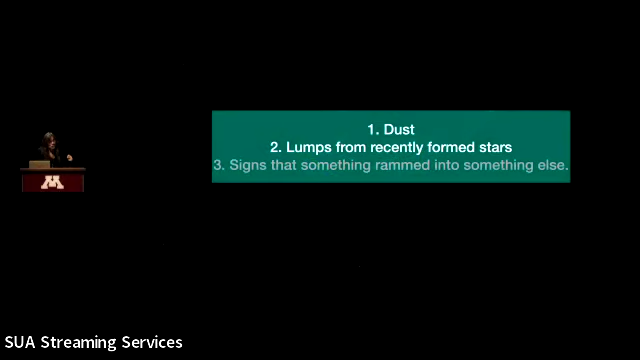 1. Dust
2. Lumps from recently formed stars
3. Signs that something rammed into something else.
M
SUA Streaming Services